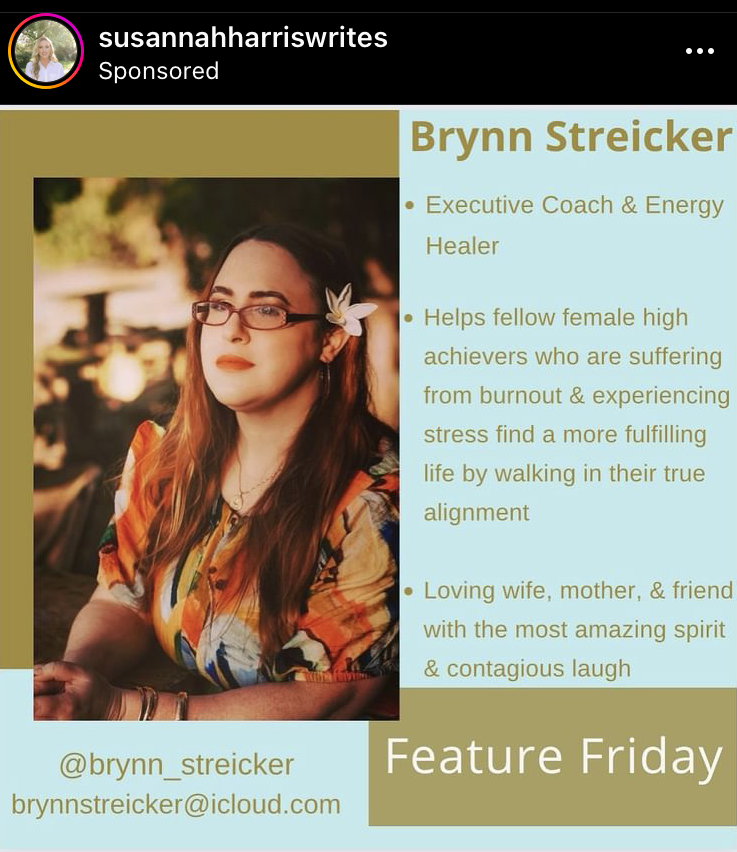 susannahharriswrites
Sponsored
Brynn Streicker
• Executive Coach & Energy
Healer
• Helps fellow female high
achievers who are suffering
from burnout & experiencing
stress find a more fulfilling
life by walking in their true
alignment
• Loving wife, mother, & friend
with the most amazing spirit
& contagious laugh
Feature Friday
@brynn_streicker
brynnstreicker@icloud.com